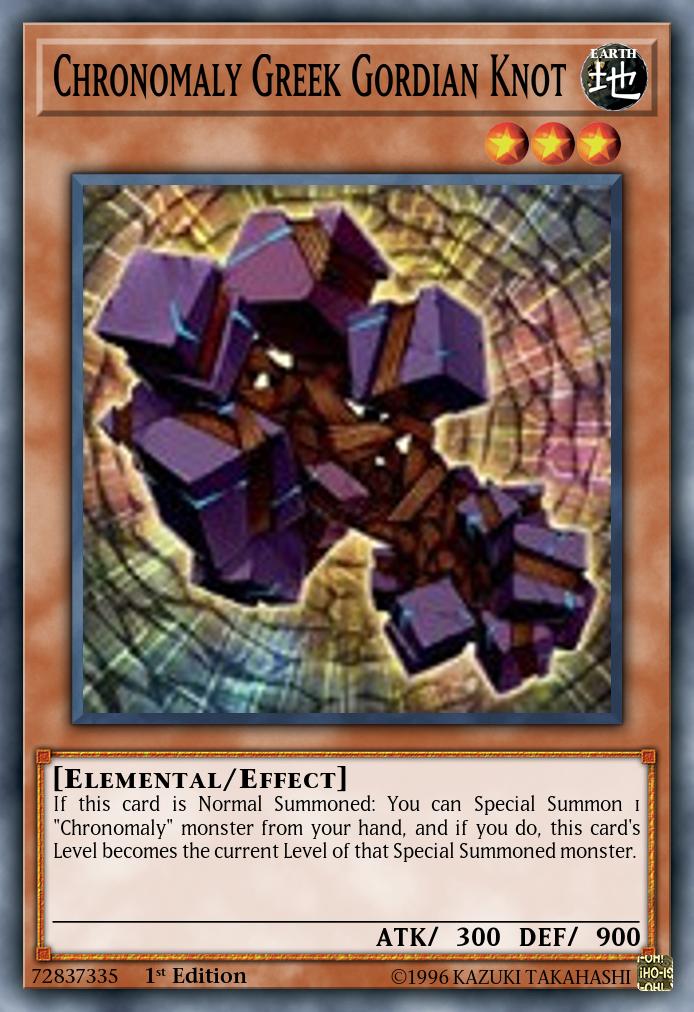 Chronomaly Greek Gordian Knot
EARTH
地
[Elemental/Effect]
If this card is Normal Summoned: You can Special Summon 1
"Chronomaly" monster from your hand, and if you do, this card's
Level becomes the current Level of that Special Summoned monster.
ATK/ 300 DEF/ 900
72837335 1st Edition ©1996 KAZUKI TAKAHASHI